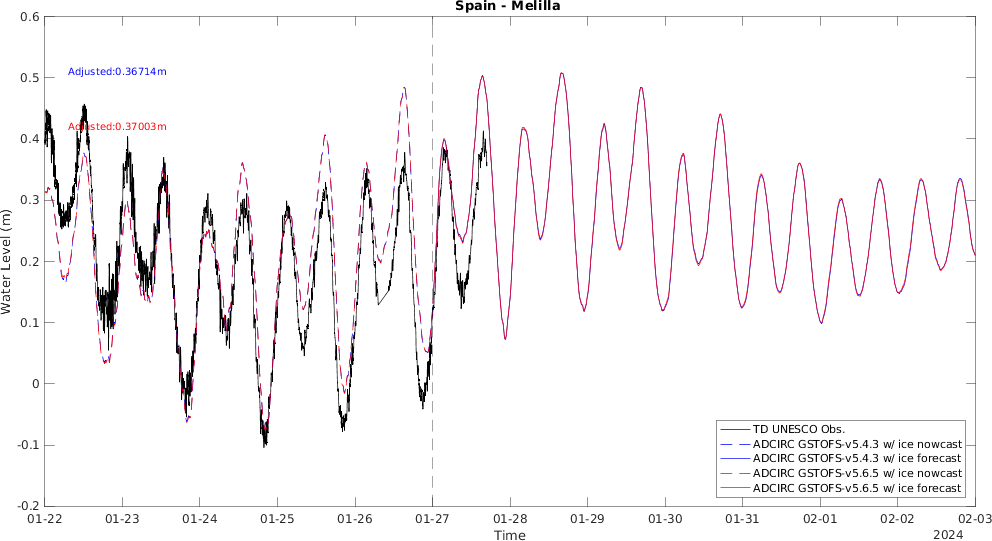 Spain - Melilla
0.6
0.5
0.4
0.3
0.2
0.1
0
-0.1
-0.2
Water Level (m)
Adjusted:0.36714m
Adjusted:0.37003m
TD UNESCO Obs.
ADCIRC GSTOFS-v5.4.3 w/ ice nowcast
ADCIRC GSTOFS-v5.4.3 w/ ice forecast
ADCIRC GSTOFS-v5.6.5 w/ ice nowcast
ADCIRC GSTOFS-v5.6.5 w/ ice forecast
01-22 01-23 01-24 01-25 01-26 01-27 01-28 01-29 01-30 01-31 02-01 02-02 02-03
Time
2024